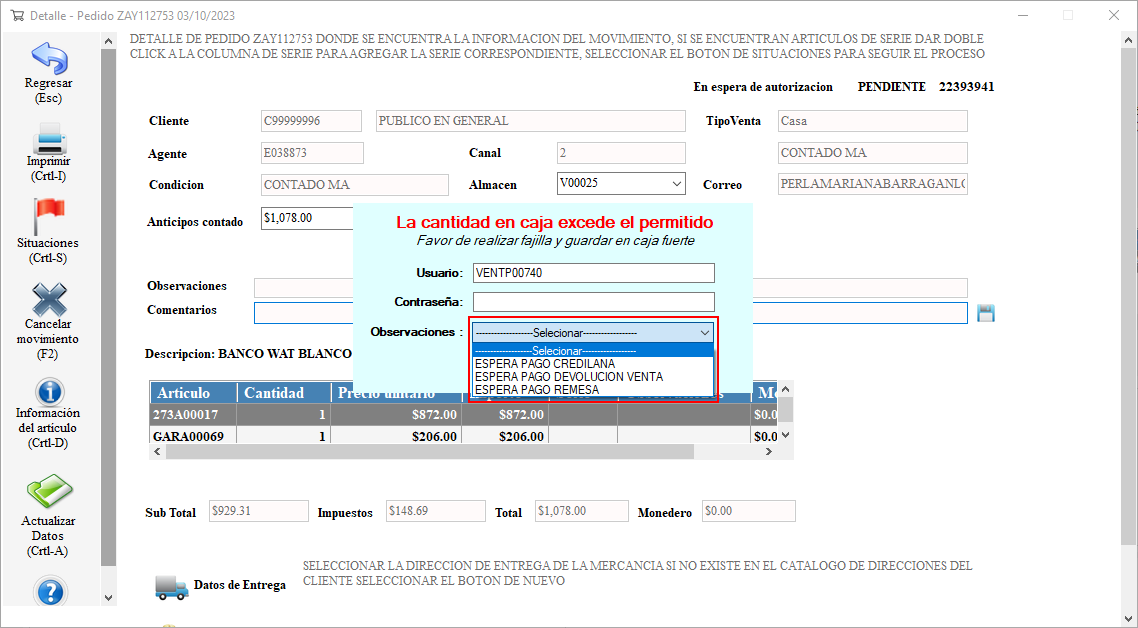 Detalle - Pedido ZAY112753 03/10/2023
Regresar
(Esc)
Imprimir
(Crtl-I)
Situaciones
(Crtl-S)
Cancelar
movimiento
(F2)
Información
del articulo
(Crtl-D)
Actualizar
Datos
(Crtl-A)
DETALLE DE PEDIDO ZAY112753 DONDE SE ENCUENTRA LA INFORMACION DEL MOVIMIENTO, SI SE ENCUENTRAN ARTICULOS DE SERIE DAR DOBLE
CLICK A LA COLUMNA DE SERIE PARA AGREGAR LA SERIE CORRESPONDIENTE, SELECCIONAR EL BOTON DE SITUACIONES PARA SEGUIR EL PROCESO
En espera de autorizacion PENDIENTE 22393941
Cliente C99999996 PUBLICO EN GENERAL TipoVenta Casa
Agente E038873 Canal 2 CONTADO MA
Condicion CONTADO MA Almacen V00025 Correo PERLAMARIANABARRAGANLO
Anticipos contado $1,078.00
La cantidad en caja excede el permitido
Favor de realizar fajilla y guardar en caja fuerte
Usuario: VENTP00740
Contraseña:
Observaciones : -------------------Selecionar------------------
-------------------Selecionar------------------
ESPERA PAGO CREDILANA
ESPERA PAGO DEVOLUCION VENTA
ESPERA PAGO REMESA
Observaciones
Comentarios
Descripcion: BANCO WAT BLANCO
Articulo Cantidad Precio unitario
273A00017 1 $872.00 $872.00 $0.0
GARA00069 1 $206.00 $206.00 $0.0
Sub Total $929.31 Impuestos $148.69 Total $1,078.00 Monedero $0.00
Datos de Entrega
SELECCIONAR LA DIRECCION DE ENTREGA DE LA MERCANCIA SI NO EXISTE EN EL CATALOGO DE DIRECCIONES DEL
CLIENTE SELECCIONAR EL BOTON DE NUEVO